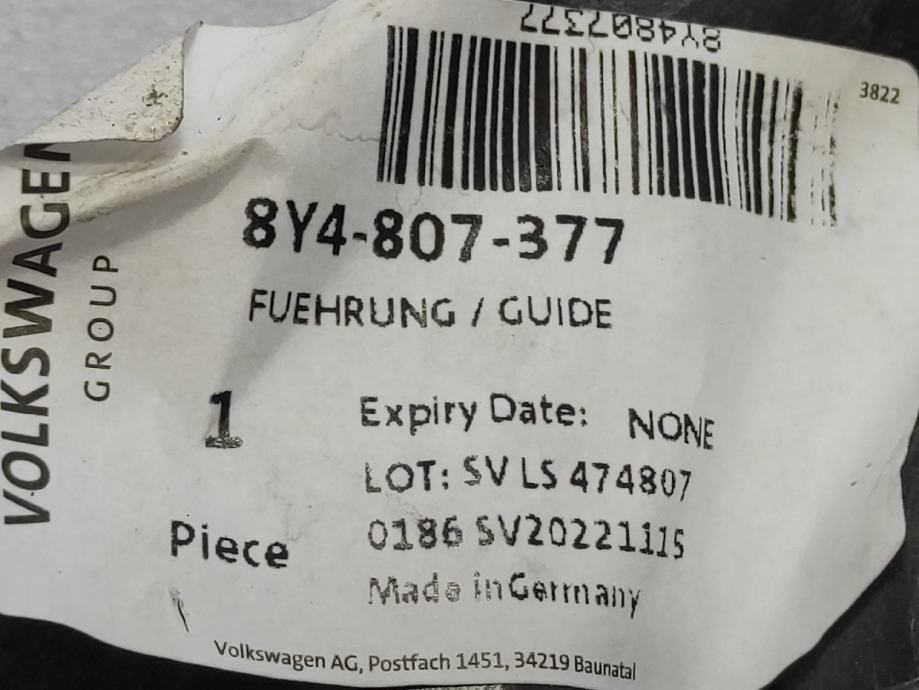 8Y4807377
3822
8Y4-807-377
FUEHRUNG / GUIDE
1
Piece
Expiry Date: NONE
LOT: SV LS 474807
0186 SV20221115
Made in Germany
Volkswagen AG, Postfach 1451, 34219 Baunatal
VOLKSWAGEN
GROUP